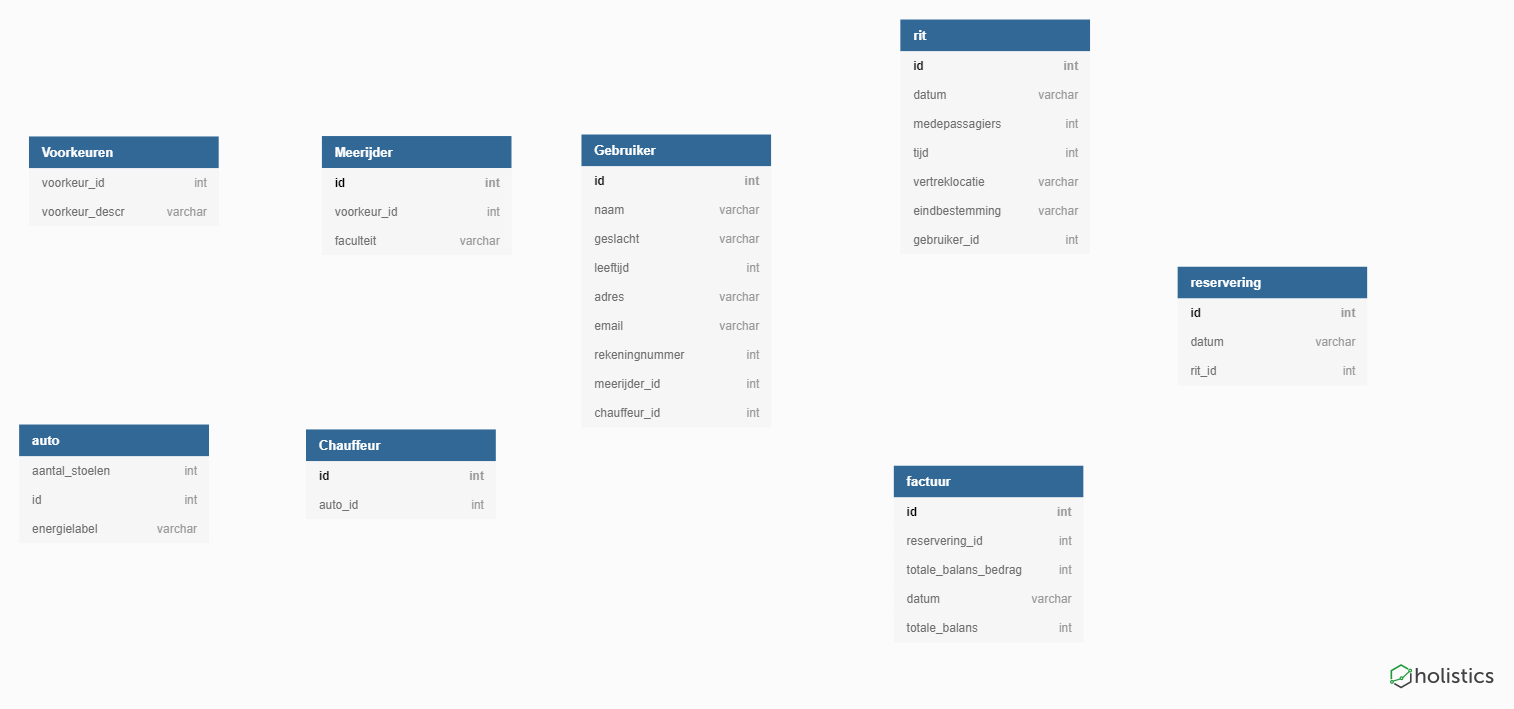 Voorkeuren
voorkeur_id int
voorkeur_descr varchar
Meerijder
id int
voorkeur_id int
faculteit varchar
Gebruiker
id int
naam varchar
geslacht varchar
leeftijd int
adres varchar
email varchar
rekeningnummer int
meerijder_id int
chauffeur_id int
rit
id int
datum varchar
medepassagiers int
tijd int
vertreklocatie varchar
eindbestemming varchar
gebruiker_id int
reservering
id int
datum varchar
rit_id int
auto
aantal_stoelen int
id int
energielabel varchar
Chauffeur
id int
auto_id int
factuur
id int
reservering_id int
totale_balans_bedrag int
datum varchar
totale_balans int
holistics